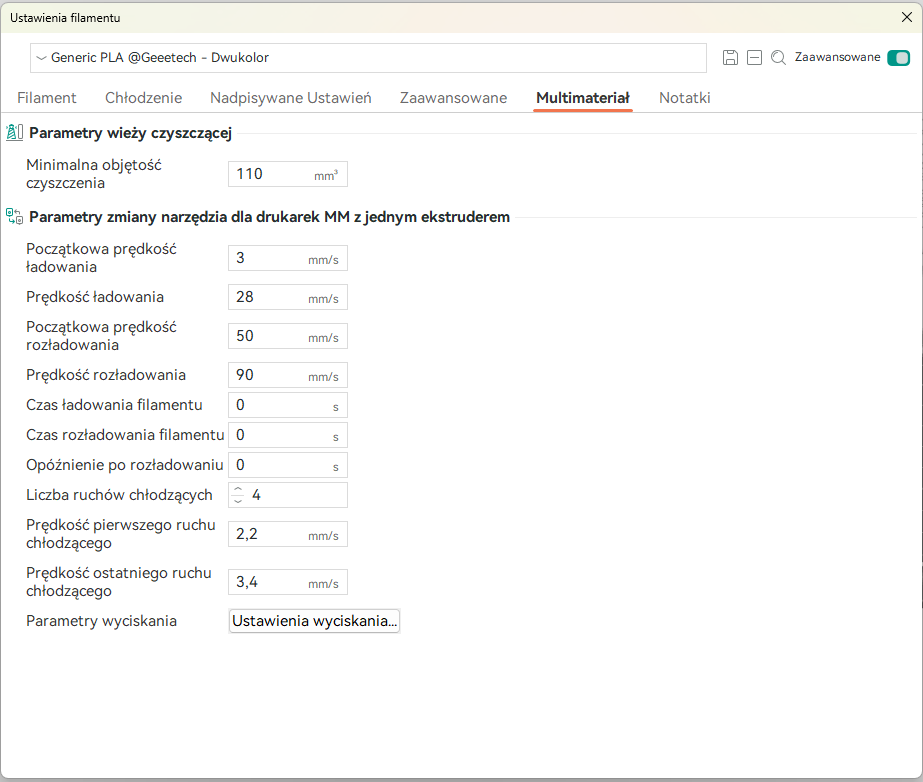 Ustawienia filamentu
Generic PLA @Geeetech - Dwukolor
Zaawansowane
Filament Chłodzenie Nadpisywane Ustawień Zaawansowane Multimateriał Notatki
Parametry wieży czyszczącej
Minimalna objętość
czyszczenia
110 mm³
Parametry zmiany narzędzia dla drukarek MM z jednym ekstruderem
Początkowa prędkość
ładowania
3 mm/s
Prędkość ładowania 28 mm/s
Początkowa prędkość
rozładowania
50 mm/s
Prędkość rozładowania 90 mm/s
Czas ładowania filamentu 0 s
Czas rozładowania filamentu 0 s
Opóźnienie po rozładowaniu 0 s
Liczba ruchów chłodzących 4
Prędkość pierwszego ruchu
chłodzącego
2,2 mm/s
Prędkość ostatniego ruchu
chłodzącego
3,4 mm/s
Parametry wyciskania Ustawienia wyciskania...